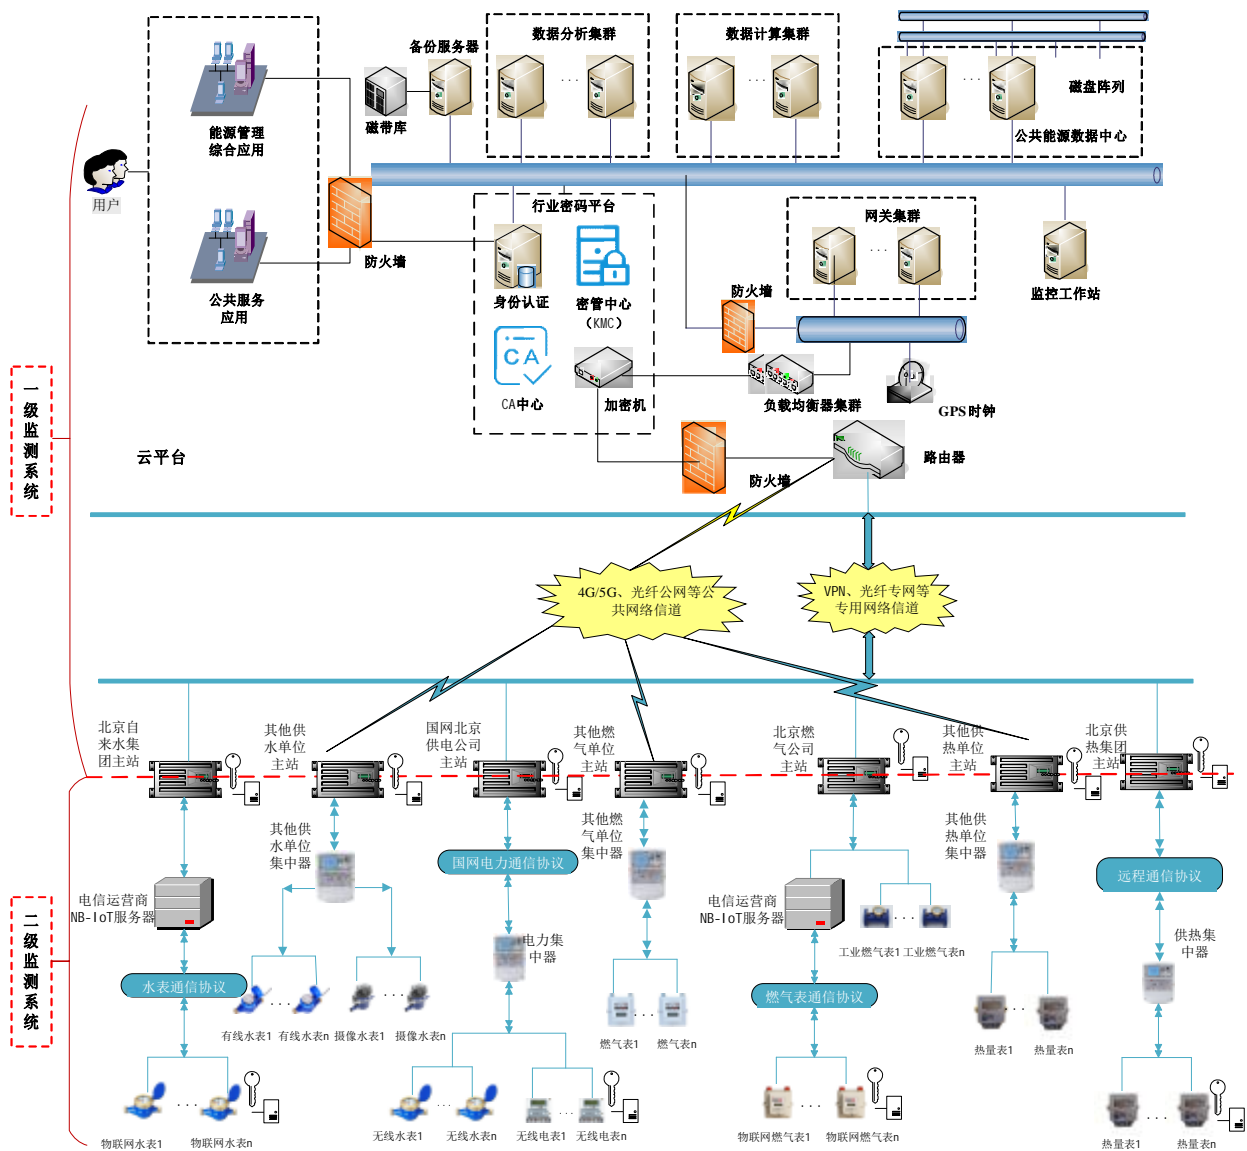 备份服务器
数据分析集群
数据计算集群
磁盘阵列
公共能源数据中心
磁带库
能源管理
综合应用
用户
公共服务
应用
防火墙
行业密码平台
身份认证
密管中心
（KMC）
CA
CA中心
加密机
网关集群
监控工作站
防火墙
负载均衡器集群
GPS时钟
防火墙
路由器
云平台
一级监测系统
4G/5G、光纤公网等公
共网络信道
VPN、光纤专网等
专用网络信道
北京自
来水集
团主站
其他供
水单位
主站
国网北京
供电公司
主站
其他燃
气单位
主站
北京燃
气公司
主站
其他供
热单位
主站
北京供
热集团
主站
二级监测系统
其他供
水单位
集中器
国网电力通信协议
其他燃
气单位
集中器
其他供
热单位
集中器
远程通信协议
电信运营商
NB-IoT服务器
电信运营商
NB-IoT服务器
电力集
中器
工业燃气表1
工业燃气表n
供热集
中器
水表通信协议
燃气表通信协议
有线水表1
有线水表n
摄像水表1
摄像水表n
燃气表1
燃气表n
热量表1
热量表n
物联网水表1
物联网水表n
无线水表1
无线水表n
无线电表1
无线电表n
物联网燃气表1
物联网燃气表n
热量表1
热量表n